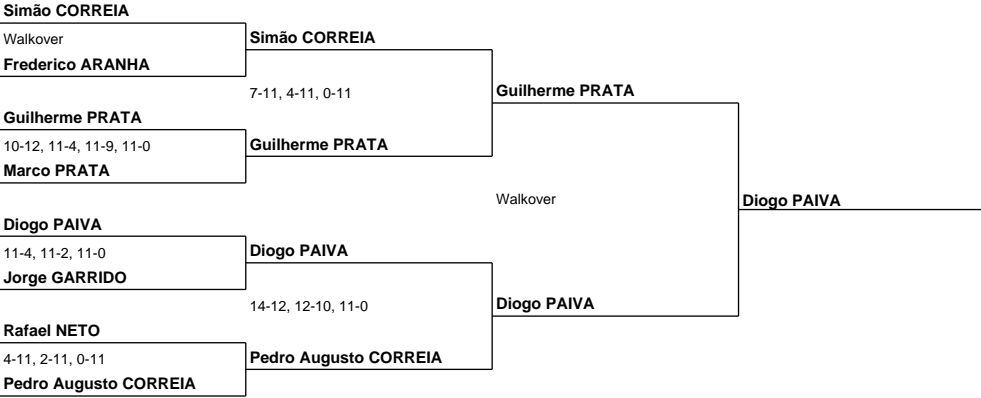 Simão CORREIA
Walkover
Frederico ARANHA
Guilherme PRATA
10-12, 11-4, 11-9, 11-0
Marco PRATA
Diogo PAIVA
11-4, 11-2, 11-0
Jorge GARRIDO
Rafael NETO
4-11, 2-11, 0-11
Pedro Augusto CORREIA
Simão CORREIA
7-11, 4-11, 0-11
Guilherme PRATA
Diogo PAIVA
14-12, 12-10, 11-0
Pedro Augusto CORREIA
Guilherme PRATA
Walkover
Diogo PAIVA
Diogo PAIVA